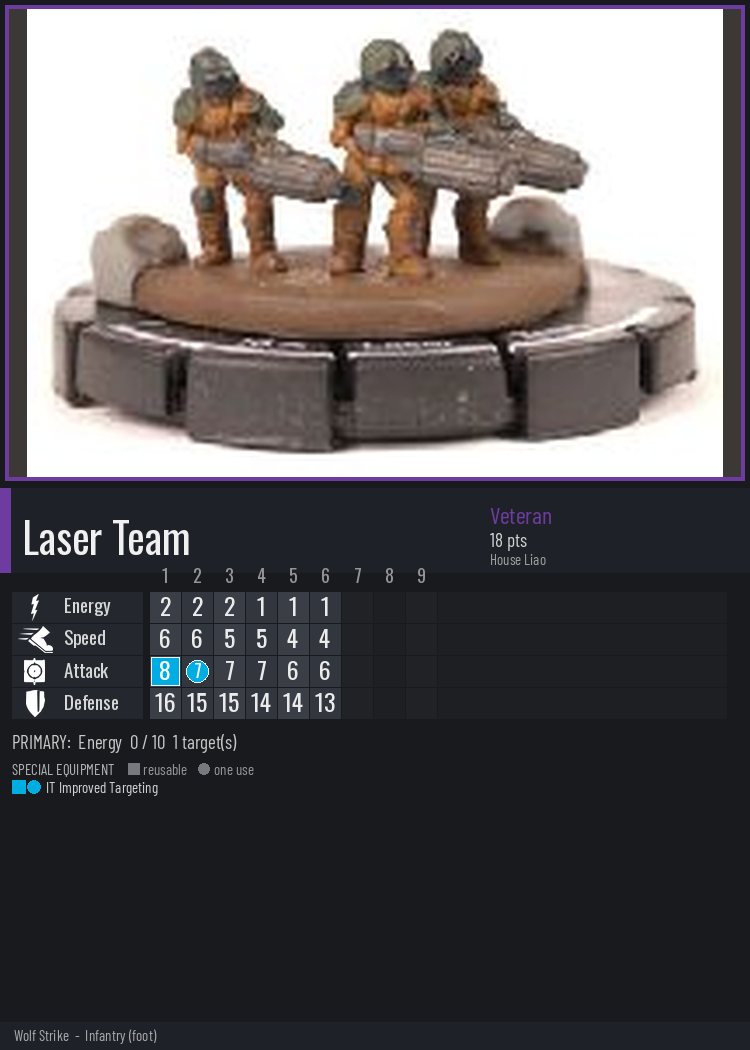 Laser Team
Veteran
18 pts
House Liao
1 2 3 4 5 6 7 8 9
Energy 2 2 2 1 1 1
Speed 6 6 5 5 4 4
Attack 8 7 7 7 6 6
Defense 16 15 15 14 14 13
PRIMARY: Energy 0 / 10 1 target(s)
SPECIAL EQUIPMENT reusable one use
IT Improved Targeting
Wolf Strike - Infantry (foot)